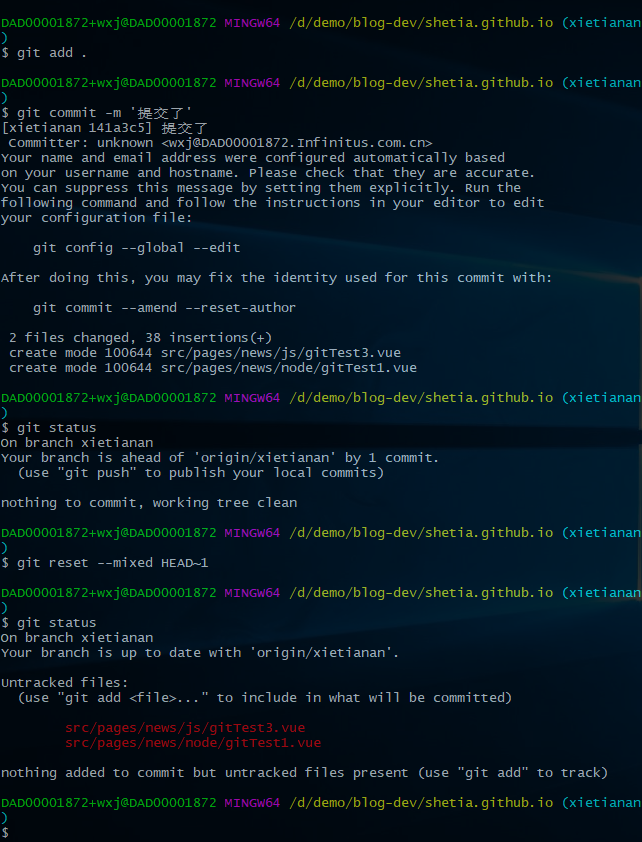 DAD00001872+wxj@DAD00001872 MINGW64 /d/demo/blog-dev/shetia.github.io (xietianan
)
$ git add .
DAD00001872+wxj@DAD00001872 MINGW64 /d/demo/blog-dev/shetia.github.io (xietianan
)
$ git commit -m '提交了'
[xietianan 141a3c5] 提交了
 Committer: unknown <wxj@DAD00001872.Infinitus.com.cn>
Your name and email address were configured automatically based
on your username and hostname. Please check that they are accurate.
You can suppress this message by setting them explicitly. Run the
following command and follow the instructions in your editor to edit
your configuration file:
    git config --global --edit
After doing this, you may fix the identity used for this commit with:
    git commit --amend --reset-author
 2 files changed, 38 insertions(+)
 create mode 100644 src/pages/news/js/gitTest3.vue
 create mode 100644 src/pages/news/node/gitTest1.vue
DAD00001872+wxj@DAD00001872 MINGW64 /d/demo/blog-dev/shetia.github.io (xietianan
)
$ git status
On branch xietianan
Your branch is ahead of 'origin/xietianan' by 1 commit.
  (use "git push" to publish your local commits)
nothing to commit, working tree clean
DAD00001872+wxj@DAD00001872 MINGW64 /d/demo/blog-dev/shetia.github.io (xietianan
)
$ git reset --mixed HEAD~1
DAD00001872+wxj@DAD00001872 MINGW64 /d/demo/blog-dev/shetia.github.io (xietianan
)
$ git status
On branch xietianan
Your branch is up to date with 'origin/xietianan'.
Untracked files:
  (use "git add <file>..." to include in what will be committed)
        src/pages/news/js/gitTest3.vue
        src/pages/news/node/gitTest1.vue
nothing added to commit but untracked files present (use "git add" to track)
DAD00001872+wxj@DAD00001872 MINGW64 /d/demo/blog-dev/shetia.github.io (xietianan
)
$